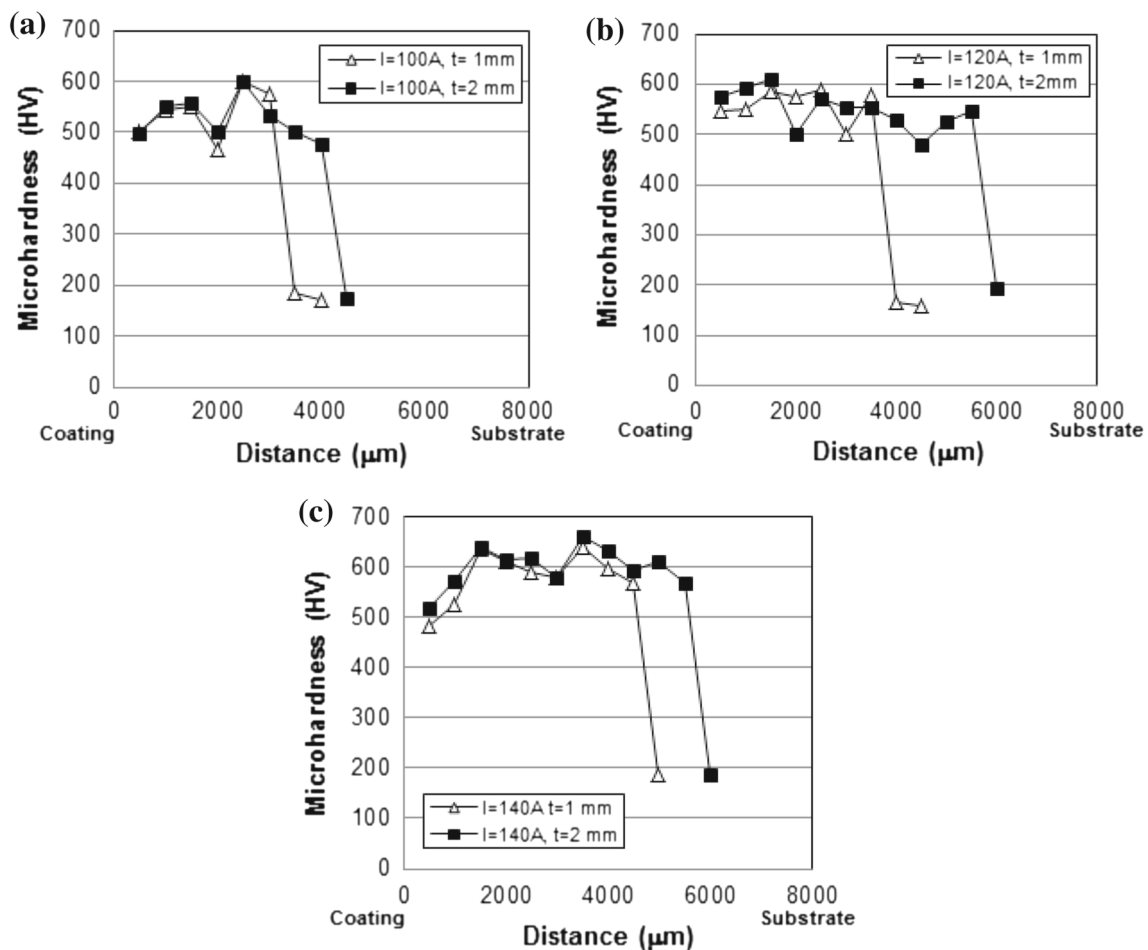 (a)
Microhardness (HV)
700
600
500
400
300
200
100
0
I=100A, t= 1mm
I=100A, t=2 mm
0 2000 4000 6000 8000
Coating
Substrate
Distance (μm)
(b)
Microhardness (HV)
700
600
500
400
300
200
100
0
I=120A, t= 1mm
I=120A, t=2mm
0 2000 4000 6000 8000
Coating
Substrate
Distance (μm)
(c)
Microhardness (HV)
700
600
500
400
300
200
100
0
I=140A t=1 mm
I=140A, t=2 mm
0 2000 4000 6000 8000
Coating
Substrate
Distance (μm)